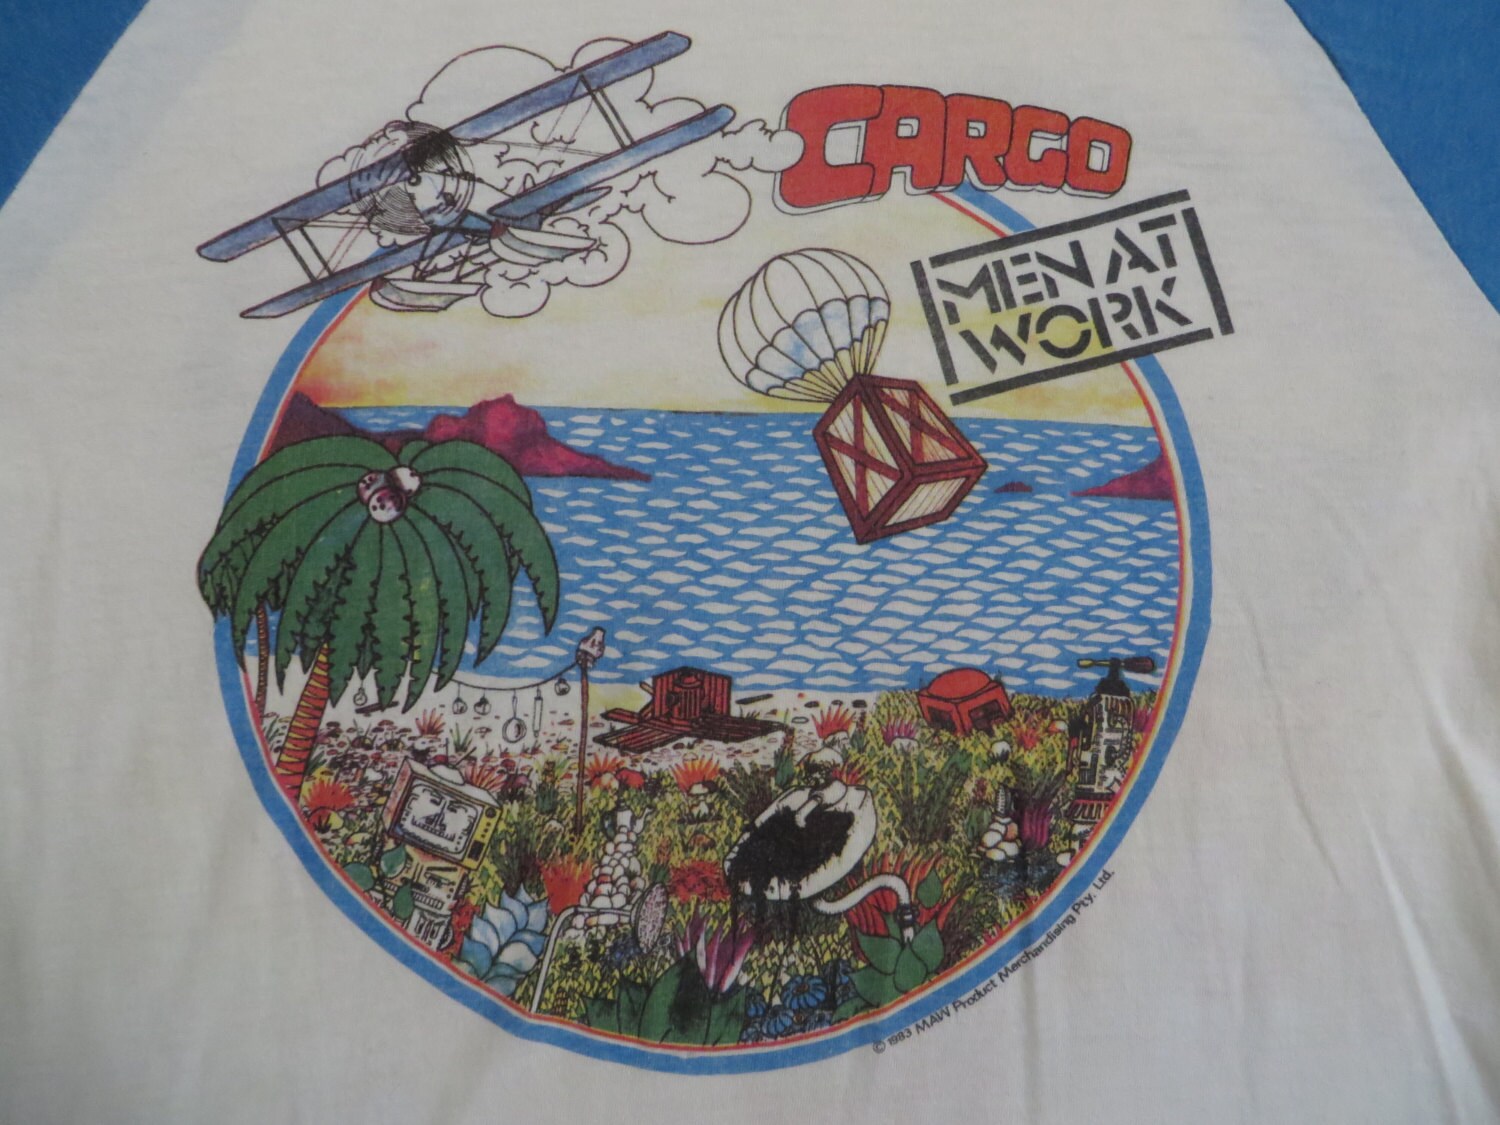 CARGO
MEN AT
WORK
© 1983 MAW Product Merchandising Pty. Ltd.